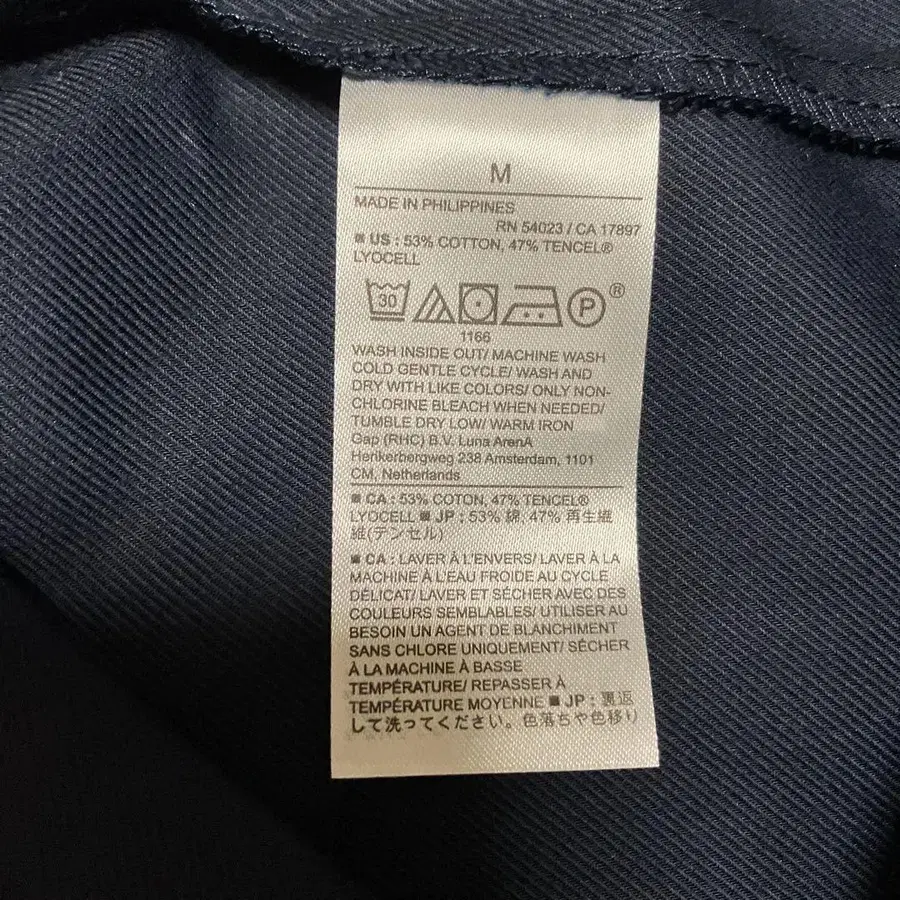 M
MADE IN PHILIPPINES
RN 54023 / CA 17897
■ US : 53% COTTON, 47% TENCEL®
LYOCELL
30 P ®
1166
WASH INSIDE OUT/ MACHINE WASH
COLD GENTLE CYCLE/ WASH AND
DRY WITH LIKE COLORS/ ONLY NON-
CHLORINE BLEACH WHEN NEEDED/
TUMBLE DRY LOW/ WARM IRON
Gap (RHC) B.V. Luna ArenA
Herikerbergweg 238 Amsterdam, 1101
CM, Netherlands
■ CA : 53% COTON, 47% TENCEL®
LYOCELL ■ JP : 53% 綿, 47% 再生繊
維(テンセル)
■ CA : LAVER À L'ENVERS/ LAVER À LA
MACHINE À L'EAU FROIDE AU CYCLE
DÉLICAT/ LAVER ET SÉCHER AVEC DES
COULEURS SEMBLABLES/ UTILISER AU
BESOIN UN AGENT DE BLANCHIMENT
SANS CHLORE UNIQUEMENT/ SÉCHER
À LA MACHINE À BASSE
TEMPÉRATURE/ REPASSER À
TEMPÉRATURE MOYENNE ■ JP : 裏返
して洗ってください。色落ちや色移り